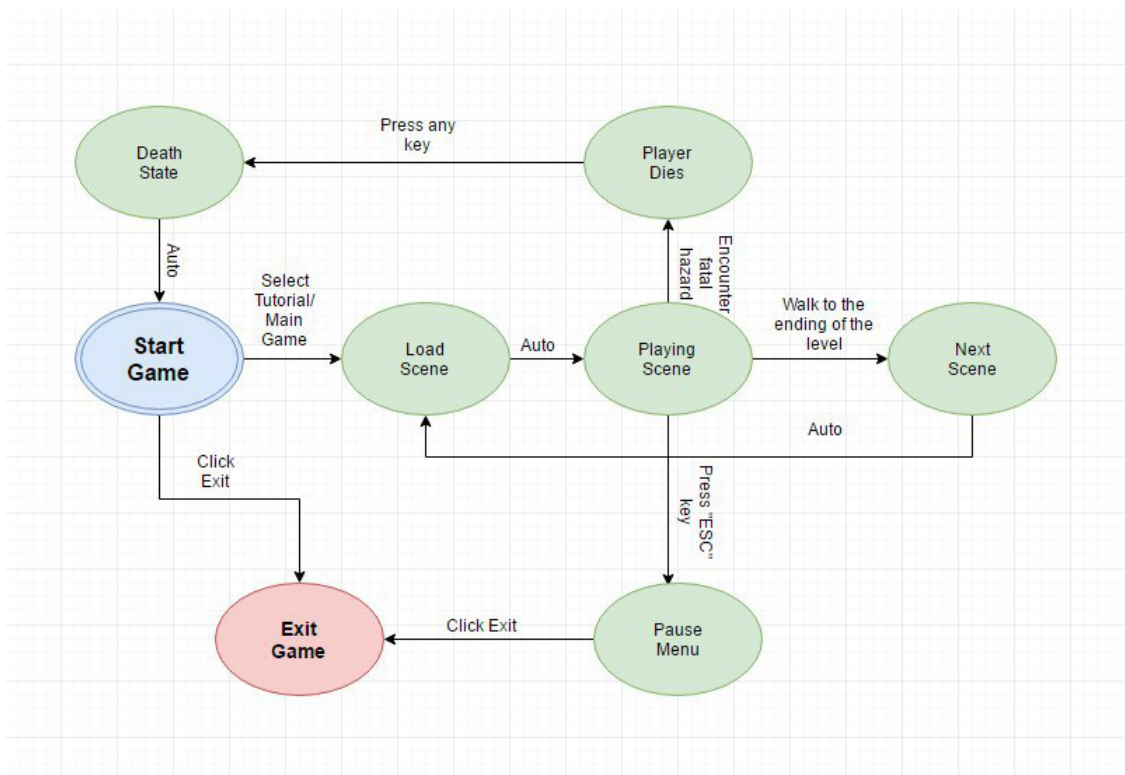 Press any
key
Death
State
Player
Dies
Auto
Encounter
fatal
hazard
Select
Tutorial/
Main
Game
Walk to the
ending of the
level
Start
Game
Load
Scene
Auto
Playing
Scene
Next
Scene
Auto
Click
Exit
Press "ESC"
key
Exit
Game
Click Exit
Pause
Menu